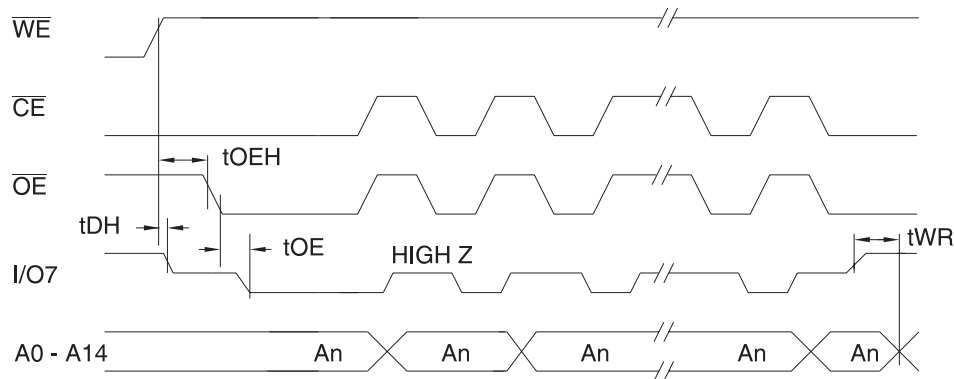 WE
CE
tOEH
OE
tDH
tOE
HIGH Z
tWR
I/O7
A0 - A14
An An An An An